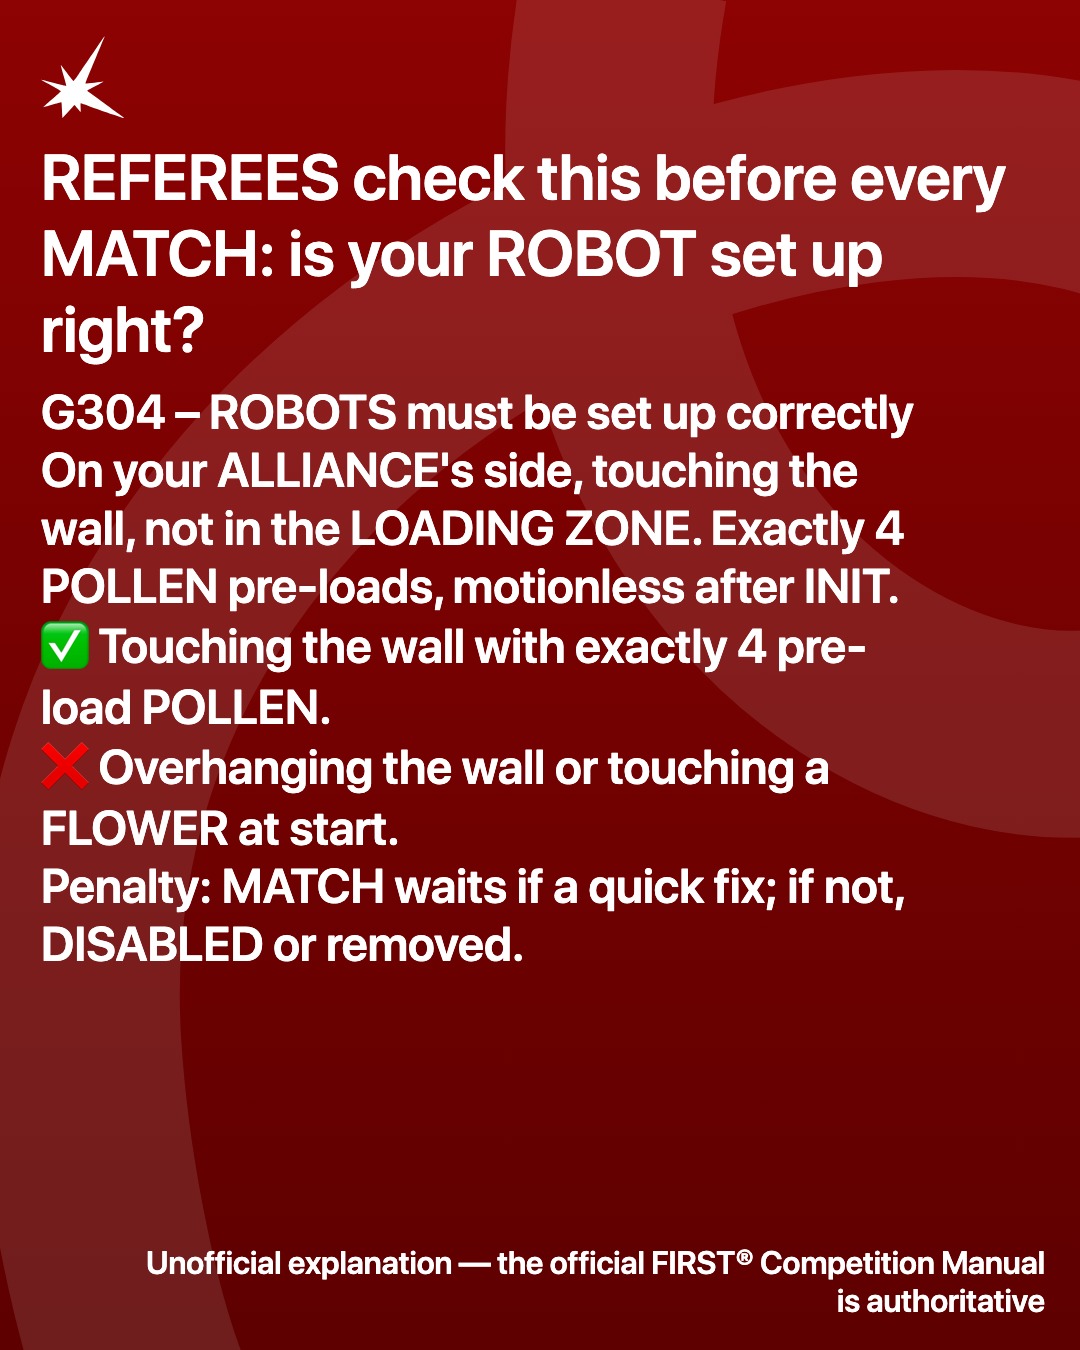 REFEREES check this before every
MATCH: is your ROBOT set up
right?
G304 – ROBOTS must be set up correctly
On your ALLIANCE's side, touching the
wall, not in the LOADING ZONE. Exactly 4
POLLEN pre-loads, motionless after INIT.
✅ Touching the wall with exactly 4 pre-
load POLLEN.
❌ Overhanging the wall or touching a
FLOWER at start.
Penalty: MATCH waits if a quick fix; if not,
DISABLED or removed.
Unofficial explanation — the official FIRST® Competition Manual
is authoritative